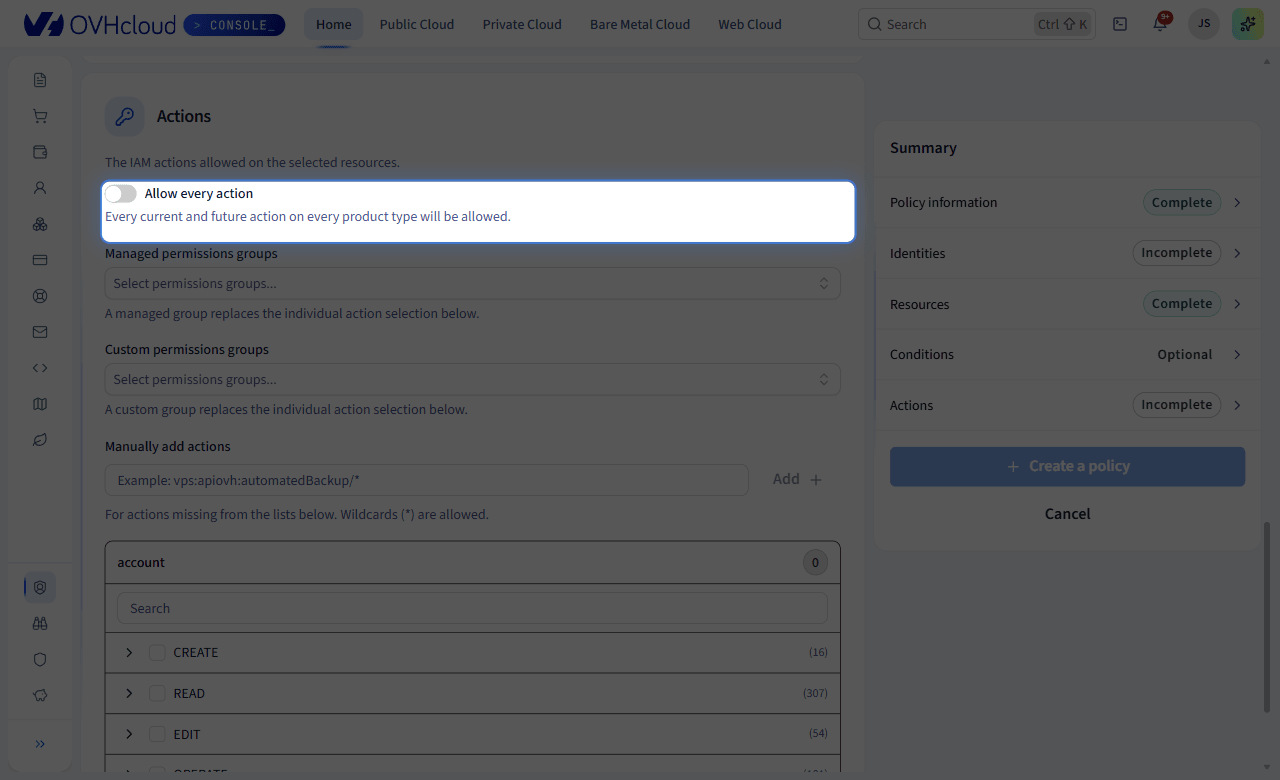 OVHcloud
> CONSOLE_
Home
Public Cloud
Private Cloud
Bare Metal Cloud
Web Cloud
Search
Ctrl ⇧ K
9+
JS
Actions
The IAM actions allowed on the selected resources.
Allow every action
Every current and future action on every product type will be allowed.
Managed permissions groups
Select permissions groups...
A managed group replaces the individual action selection below.
Custom permissions groups
Select permissions groups...
A custom group replaces the individual action selection below.
Manually add actions
Example: vps:apiovh:automatedBackup/*
Add +
For actions missing from the lists below. Wildcards (*) are allowed.
account
0
Search
CREATE
(16)
READ
(307)
EDIT
(54)
OPERATE
Summary
Policy information
Complete
Identities
Incomplete
Resources
Complete
Conditions
Optional
Actions
Incomplete
+ Create a policy
Cancel